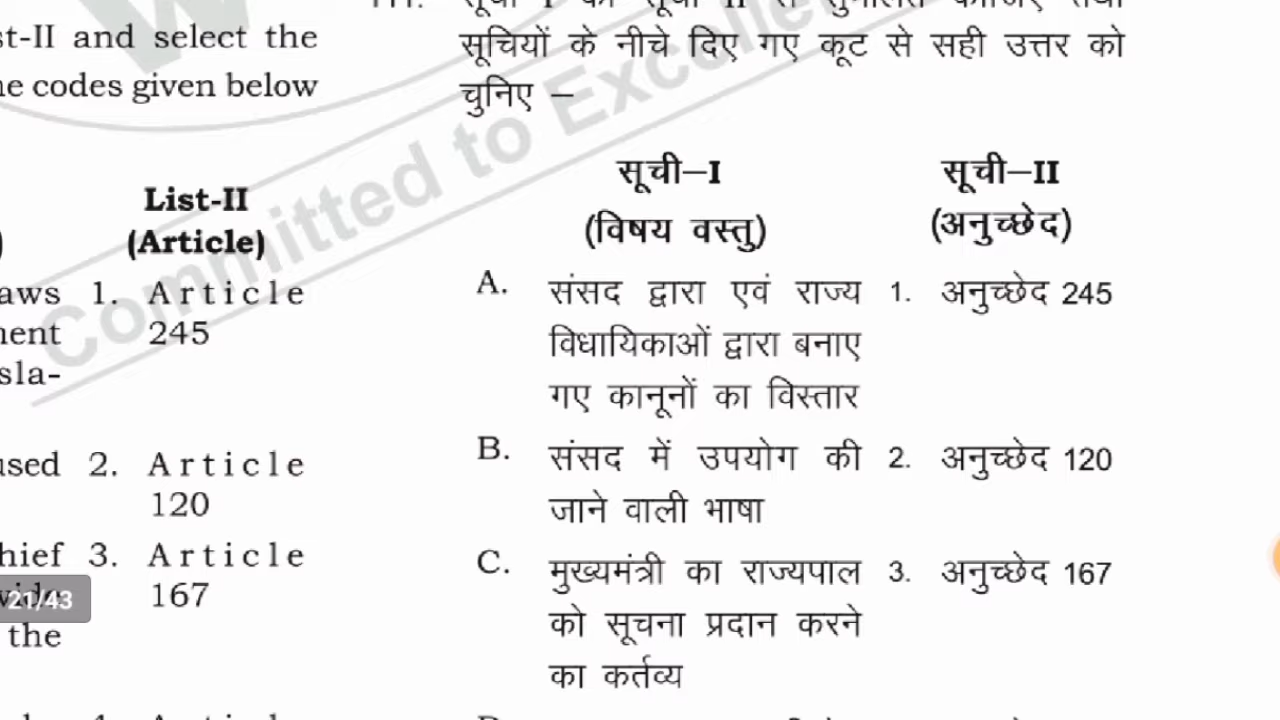 st-II and select the
ne codes given below
List-II
(Article)
aws 1. Article
nent 245
sla-
used 2. Article
120
hief 3. Article
167
21/43
the
सूचियों के नीचे दिए गए कूट से सही उत्तर को
चुनिए –
सूची–I सूची–II
(विषय वस्तु) (अनुच्छेद)
A. संसद द्वारा एवं राज्य 1. अनुच्छेद 245
विधायिकाओं द्वारा बनाए
गए कानूनों का विस्तार
B. संसद में उपयोग की 2. अनुच्छेद 120
जाने वाली भाषा
C. मुख्यमंत्री का राज्यपाल 3. अनुच्छेद 167
को सूचना प्रदान करने
का कर्तव्य
Committed to Excelle